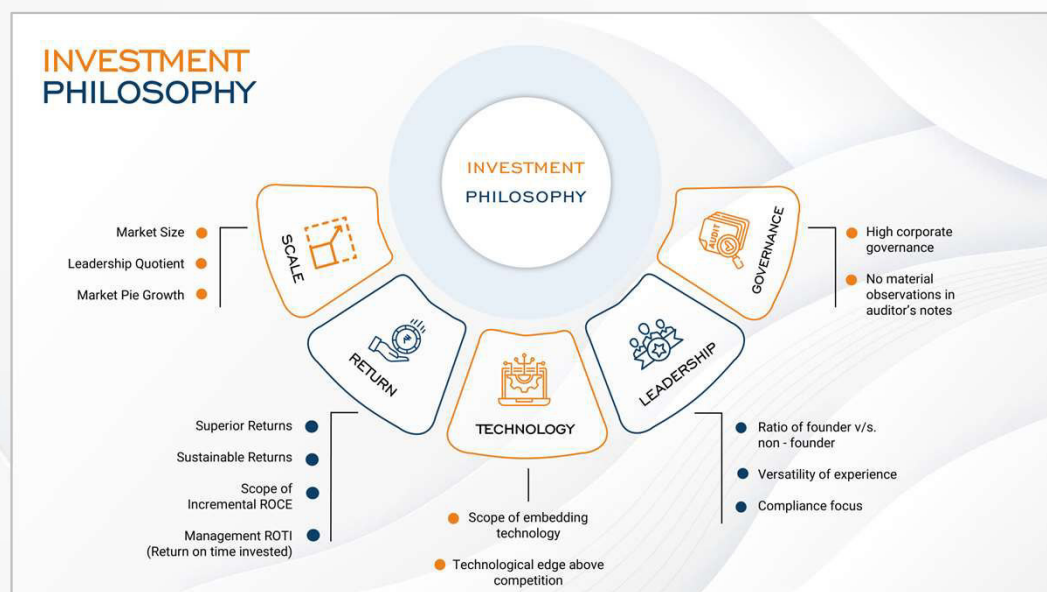 INVESTMENT
PHILOSOPHY
INVESTMENT
PHILOSOPHY
SCALE
Market Size
Leadership Quotient
Market Pie Growth
RETURN
₹
Superior Returns
Sustainable Returns
Scope of
Incremental ROCE
Management ROTI
(Return on time invested)
TECHNOLOGY
Scope of embedding
technology
Technological edge above
competition
LEADERSHIP
Ratio of founder v/s.
non - founder
Versatility of experience
Compliance focus
GOVERNANCE
AUDIT
High corporate
governance
No material
observations in
auditor's notes